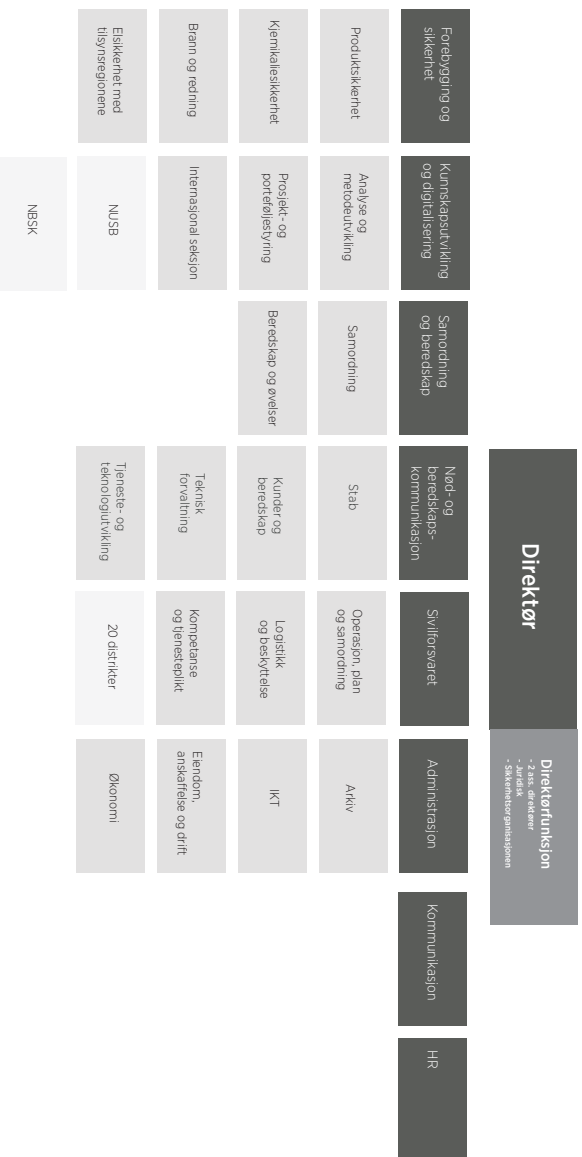 Direktør
Direktørfunksjon
- 2 ass. direktører
- Juridisk
- Sikkerhetsorganisasjonen
Forebygging og
sikkerhet
Produktsikkerhet
Kjemikaliesikkerhet
Brann og redning
Elsikkerhet med
tilsynsregionene
Kunnskapsutvikling
og digitalisering
Analyse og
metodeutvikling
Prosjekt- og
porteføljestyring
Internasjonal seksjon
NUSB
NBSK
Samordning
og beredskap
Samordning
Beredskap og øvelser
Nød- og
beredskaps-
kommunikasjon
Stab
Kunder og
beredskap
Teknisk
forvaltning
Tjeneste- og
teknologiutvikling
Sivilforsvaret
Operasjon, plan
og samordning
Logistikk
og beskyttelse
Kompetanse
og tjenesteplikt
20 distrikter
Administrasjon
Arkiv
IKT
Eiendom,
anskaffelse og drift
Økonomi
Kommunikasjon
HR